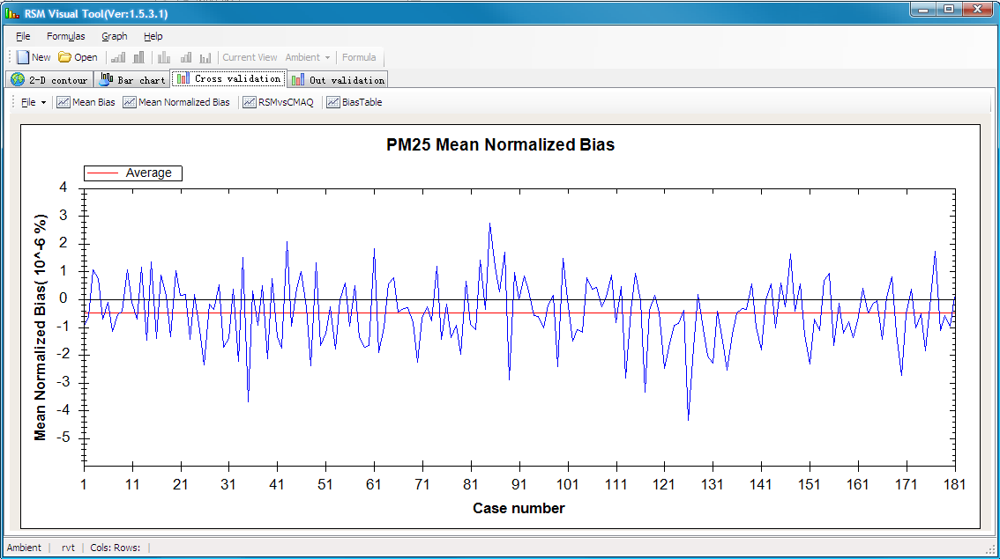 RSM Visual Tool(Ver:1.5.3.1)
File Formulas Graph Help
New Open Current View Ambient Formula
2-D contour Bar chart Cross validation Out validation
File Mean Bias Mean Normalized Bias RSMvsCMAQ BiasTable
PM25 Mean Normalized Bias
Average
4
3
2
1
0
-1
-2
-3
-4
-5
Mean Normalized Bias( 10^-6 %)
1 11 21 31 41 51 61 71 81 91 101 111 121 131 141 151 161 171 181
Case number
Ambient rvt Cols: Rows: